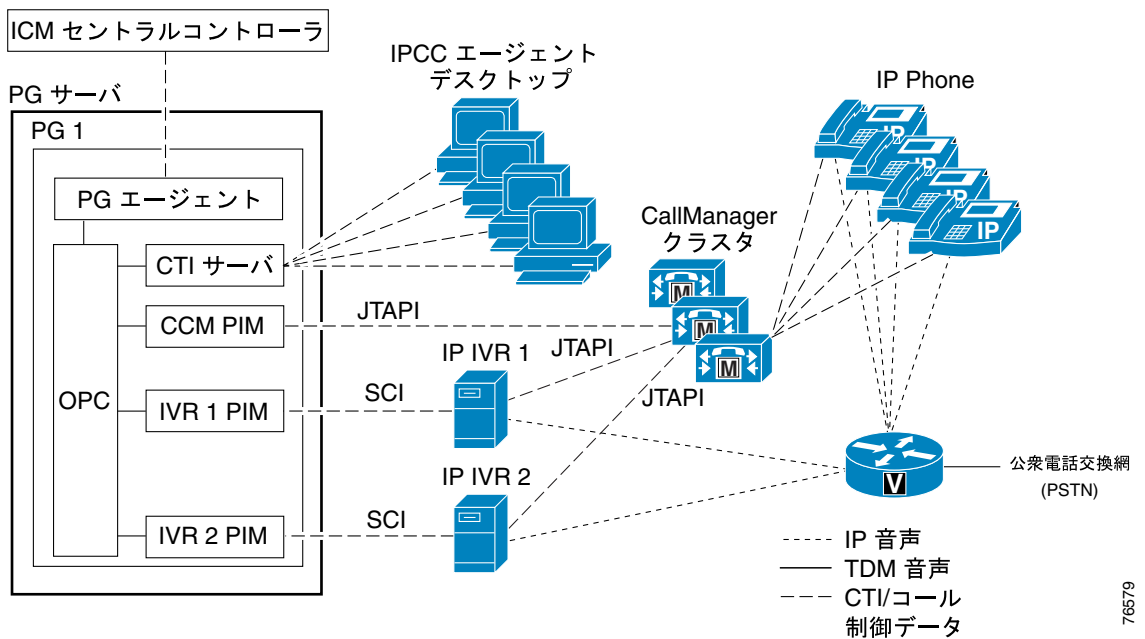 ICM セントラルコントローラ
IPCC エージェント
デスクトップ
IP Phone
PG サーバ
PG 1
PG エージェント
IP
IP
IP
IP
CallManager
クラスタ
CTI サーバ
M
CCM PIM
JTAPI
M
IP IVR 1
JTAPI
M
OPC
IVR 1 PIM
SCI
JTAPI
IP IVR 2
V
公衆電話交換網
(PSTN)
IVR 2 PIM
SCI
IP 音声
TDM 音声
CTI/コール
制御データ
76579